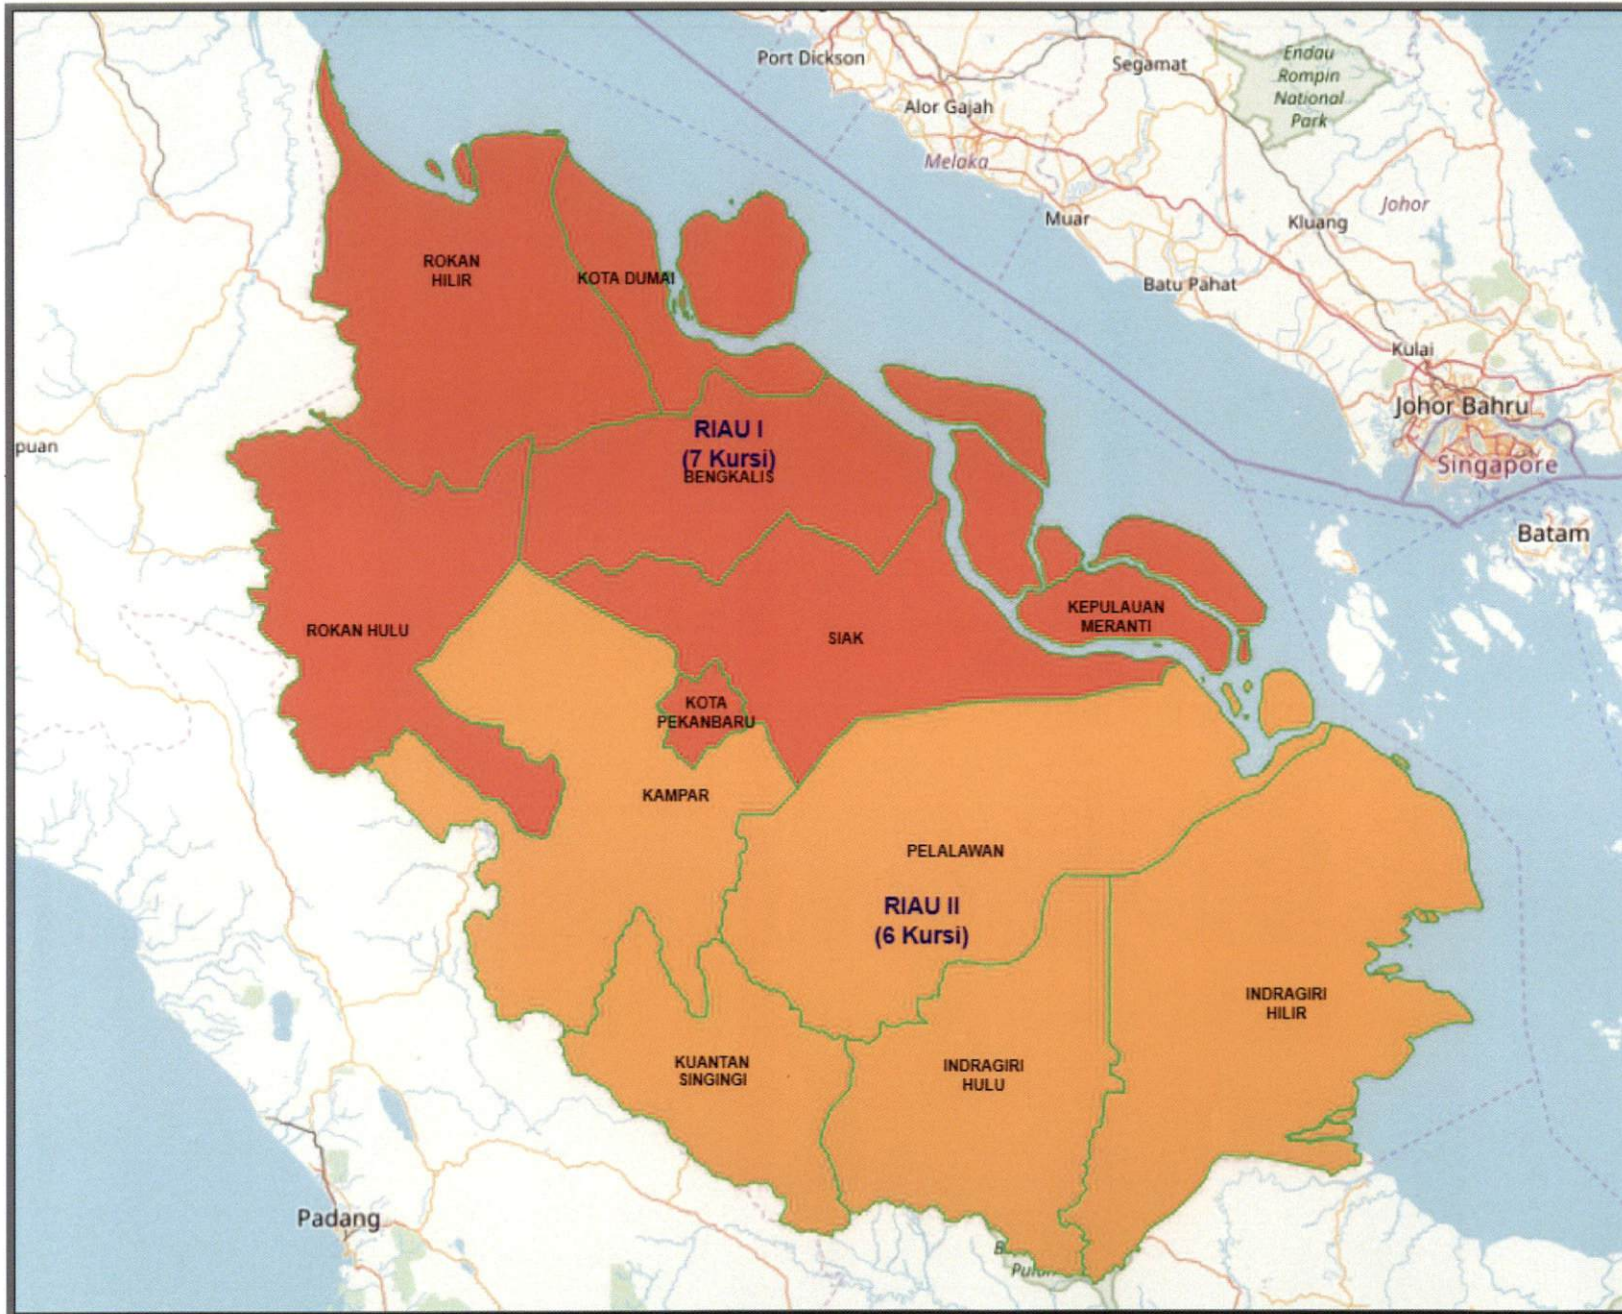 Port Dickson
Segamat
Endau
Rompin
National
Park
Alor Gajah
Melaka
Muar
Kluang
Johor
Batu Pahat
Kulai
Johor Bahru
Singapore
Batam
puan
ROKAN
HILIR
KOTA DUMAI
RIAU I
(7 Kursi)
BENGKALIS
ROKAN HULU
SIAK
KEPULAUAN
MERANTI
KOTA
PEKANBARU
KAMPAR
PELALAWAN
RIAU II
(6 Kursi)
INDRAGIRI
HILIR
KUANTAN
SINGINGI
INDRAGIRI
HULU
Padang